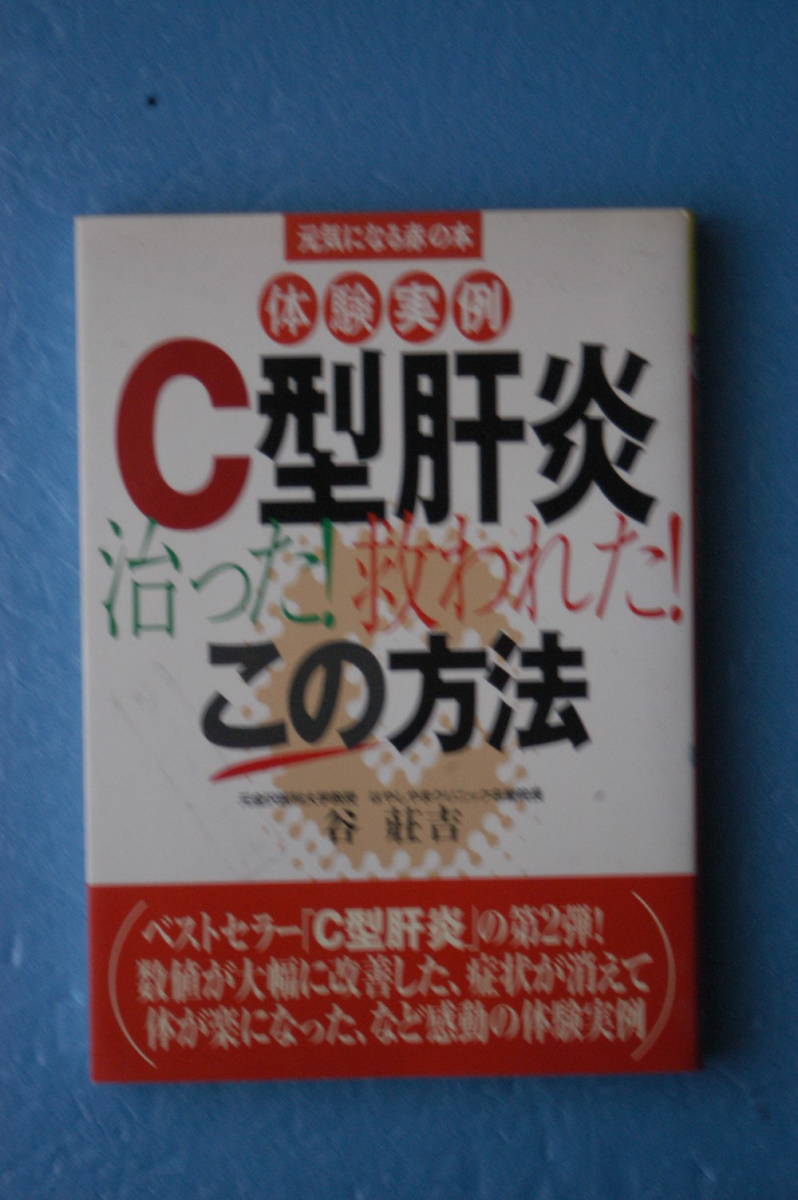 元気になる赤の本
体験実例
C型肝炎
治った!救われた!
この方法
谷 荘吉
ベストセラー「C型肝炎」の第2弾!
数値が大幅に改善した、症状が消えて
体が楽になった、など感動の体験実例